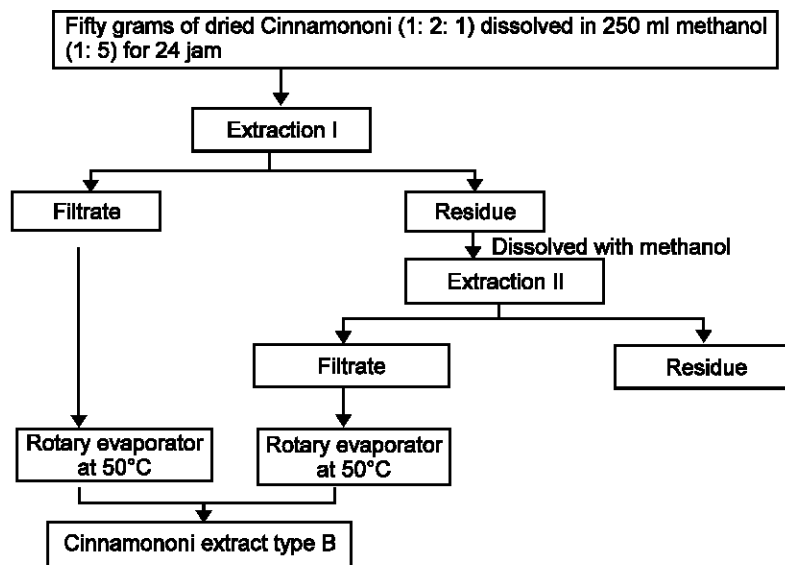 Fifty grams of dried Cinnamononi (1: 2: 1) dissolved in 250 ml methanol
(1: 5) for 24 jam
Extraction I
Filtrate
Residue
Dissolved with methanol
Extraction II
Filtrate
Residue
Rotary evaporator
at 50°C
Rotary evaporator
at 50°C
Cinnamononi extract type B